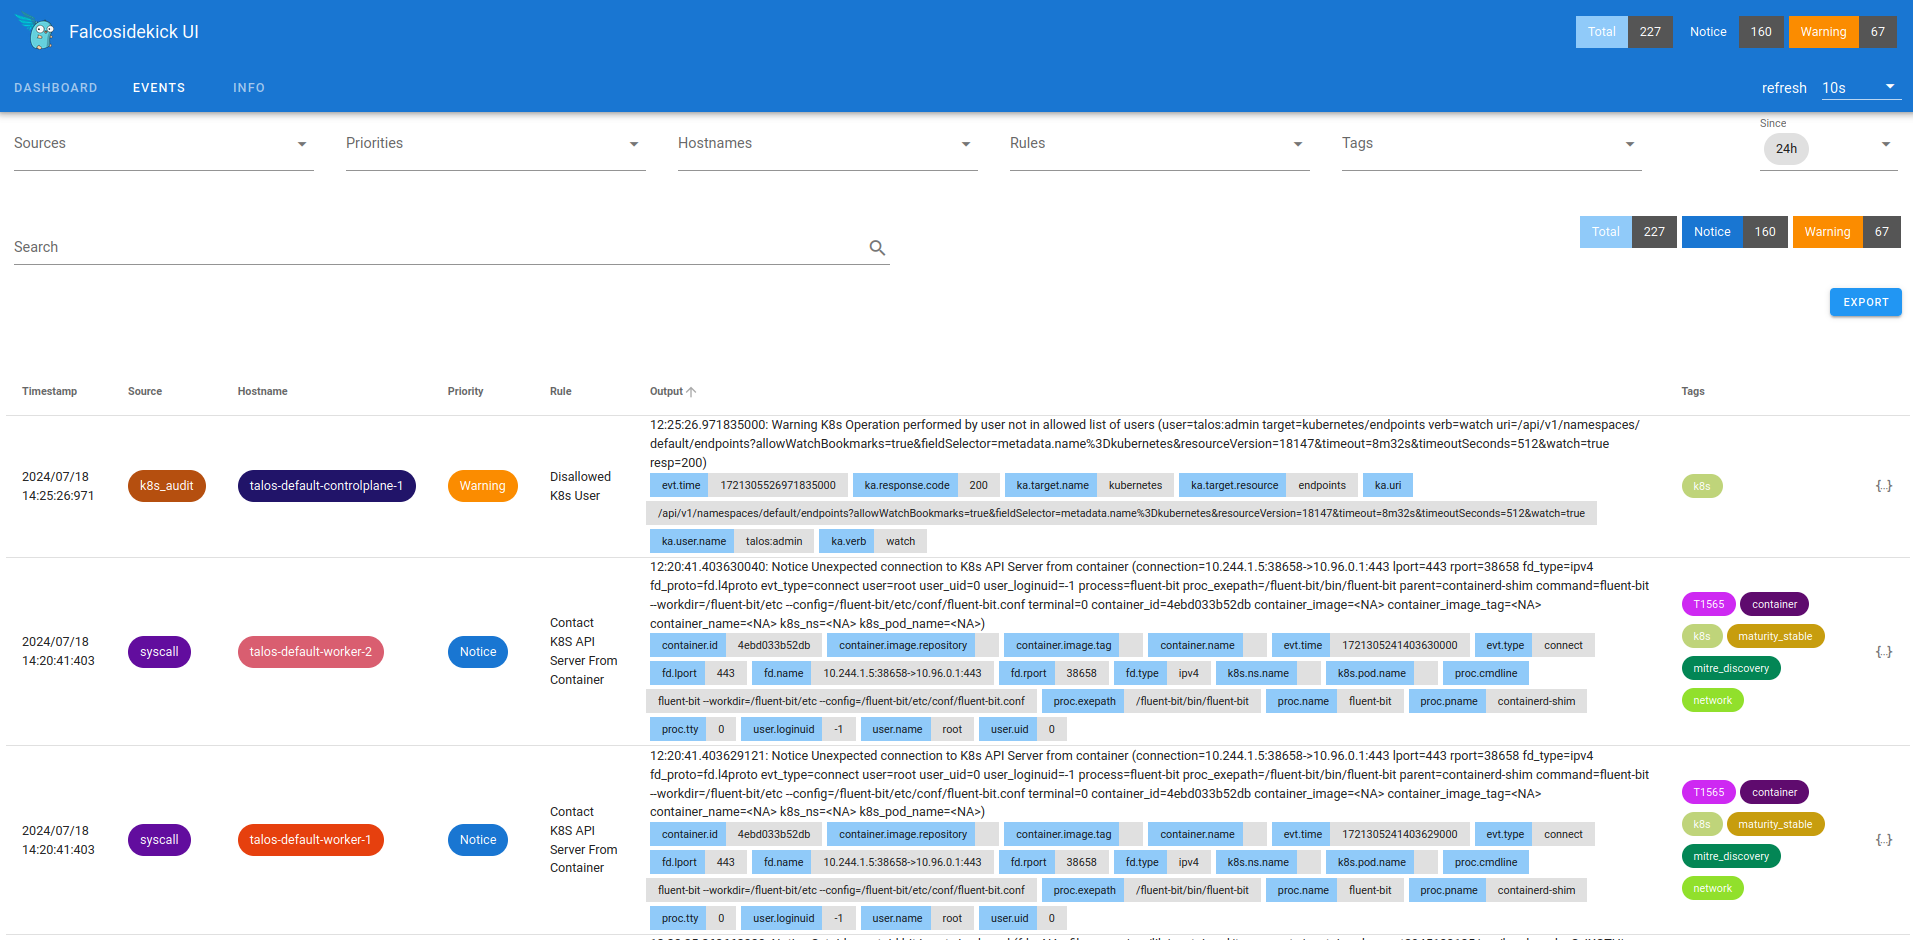 Falcosidekick UI
Total 227 Notice 160 Warning 67
DASHBOARD EVENTS INFO
refresh 10s
Sources Priorities Hostnames Rules Tags
Since
24h
Search
Total 227 Notice 160 Warning 67
EXPORT
Timestamp Source Hostname Priority Rule Output Tags
2024/07/18
14:25:26:971
k8s_audit
talos-default-controlplane-1
Warning
Disallowed
K8s User
12:25:26.971835000: Warning K8s Operation performed by user not in allowed list of users (user=talos:admin target=kubernetes/endpoints verb=watch uri=/api/v1/namespaces/
default/endpoints?allowWatchBookmarks=true&fieldSelector=metadata.name%3Dkubernetes&resourceVersion=18147&timeout=8m32s&timeoutSeconds=512&watch=true
resp=200)
evt.time 1721305526971835000 ka.response.code 200 ka.target.name kubernetes ka.target.resource endpoints ka.uri
/api/v1/namespaces/default/endpoints?allowWatchBookmarks=true&fieldSelector=metadata.name%3Dkubernetes&resourceVersion=18147&timeout=8m32s&timeoutSeconds=512&watch=true
ka.user.name talos:admin ka.verb watch
k8s
{...}
2024/07/18
14:20:41:403
syscall
talos-default-worker-2
Notice
Contact
K8S API
Server From
Container
12:20:41.403630040: Notice Unexpected connection to K8s API Server from container (connection=10.244.1.5:38658->10.96.0.1:443 lport=443 rport=38658 fd_type=ipv4
fd_proto=fd.l4proto evt_type=connect user=root user_uid=0 user_loginuid=-1 process=fluent-bit proc_exepath=/fluent-bit/bin/fluent-bit parent=containerd-shim command=fluent-bit
--workdir=/fluent-bit/etc --config=/fluent-bit/etc/conf/fluent-bit.conf terminal=0 container_id=4ebd033b52db container_image=<NA> container_image_tag=<NA>
container_name=<NA> k8s_ns=<NA> k8s_pod_name=<NA>)
container.id 4ebd033b52db container.image.repository container.image.tag container.name evt.time 1721305241403630000 evt.type connect
fd.lport 443 fd.name 10.244.1.5:38658->10.96.0.1:443 fd.rport 38658 fd.type ipv4 k8s.ns.name k8s.pod.name proc.cmdline
fluent-bit --workdir=/fluent-bit/etc --config=/fluent-bit/etc/conf/fluent-bit.conf proc.exepath /fluent-bit/bin/fluent-bit proc.name fluent-bit proc.pname containerd-shim
proc.tty 0 user.loginuid -1 user.name root user.uid 0
T1565 container
k8s maturity_stable
mitre_discovery
network
{...}
2024/07/18
14:20:41:403
syscall
talos-default-worker-1
Notice
Contact
K8S API
Server From
Container
12:20:41.403629121: Notice Unexpected connection to K8s API Server from container (connection=10.244.1.5:38658->10.96.0.1:443 lport=443 rport=38658 fd_type=ipv4
fd_proto=fd.l4proto evt_type=connect user=root user_uid=0 user_loginuid=-1 process=fluent-bit proc_exepath=/fluent-bit/bin/fluent-bit parent=containerd-shim command=fluent-bit
--workdir=/fluent-bit/etc --config=/fluent-bit/etc/conf/fluent-bit.conf terminal=0 container_id=4ebd033b52db container_image=<NA> container_image_tag=<NA>
container_name=<NA> k8s_ns=<NA> k8s_pod_name=<NA>)
container.id 4ebd033b52db container.image.repository container.image.tag container.name evt.time 1721305241403629000 evt.type connect
fd.lport 443 fd.name 10.244.1.5:38658->10.96.0.1:443 fd.rport 38658 fd.type ipv4 k8s.ns.name k8s.pod.name proc.cmdline
fluent-bit --workdir=/fluent-bit/etc --config=/fluent-bit/etc/conf/fluent-bit.conf proc.exepath /fluent-bit/bin/fluent-bit proc.name fluent-bit proc.pname containerd-shim
proc.tty 0 user.loginuid -1 user.name root user.uid 0
T1565 container
k8s maturity_stable
mitre_discovery
network
{...}